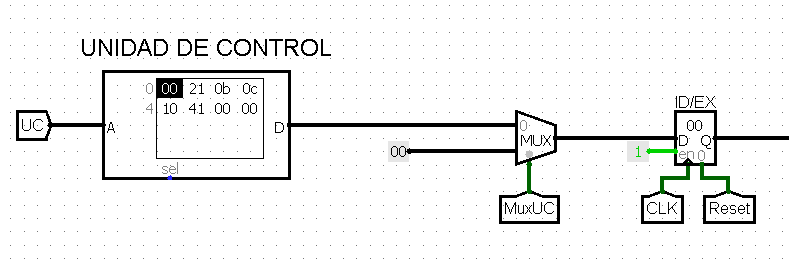 UNIDAD DE CONTROL
0 00 21 0b 0c
4 10 41 00 00
UC
A
D
sel
00
0
MUX
MuxUC
ID/EX
00
D Q
1
en 0
CLK
Reset